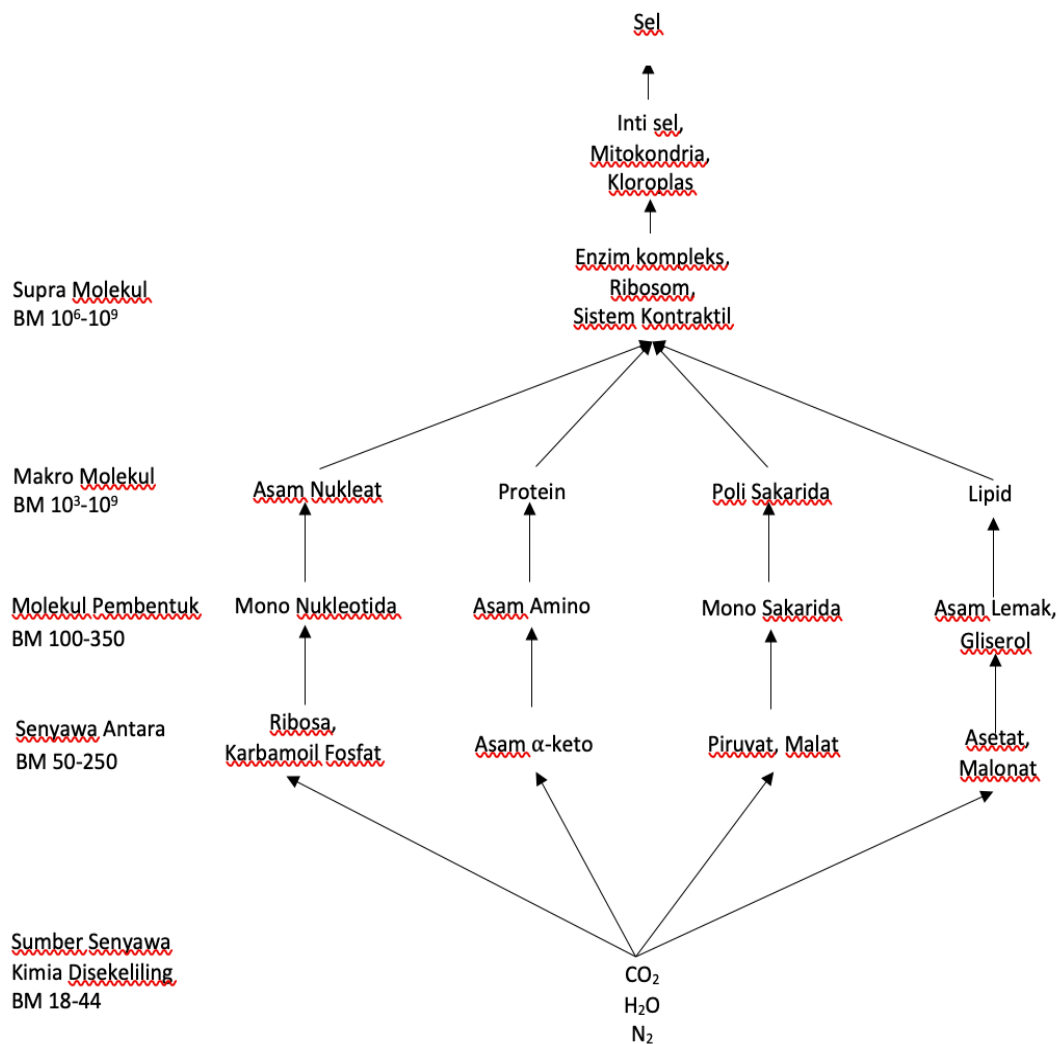 Sel
Inti sel,
Mitokondria,
Kloroplas
Enzim kompleks,
Ribosom,
Sistem Kontraktil
Supra Molekul
BM 10⁶-10⁹
Makro Molekul
BM 10³-10⁹
Asam Nukleat
Protein
Poli Sakarida
Lipid
Molekul Pembentuk
BM 100-350
Mono Nukleotida
Asam Amino
Mono Sakarida
Asam Lemak,
Gliserol
Senyawa Antara
BM 50-250
Ribosa,
Karbamoil Fosfat
Asam α-keto
Piruvat, Malat
Asetat,
Malonat
Sumber Senyawa
Kimia Disekeliling
BM 18-44
CO₂
H₂O
N₂